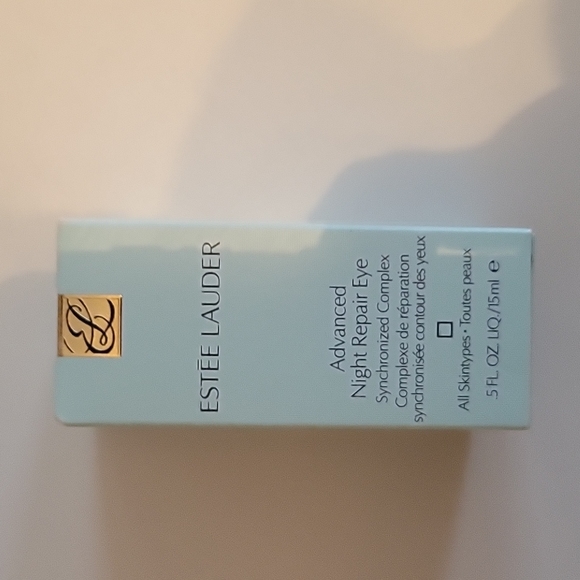 ESTĒE LAUDER
Advanced
Night Repair Eye
Synchronized Complex
Complexe de réparation
synchronisée contour des yeux
All Skintypes • Toutes peaux
.5 FL. OZ. LIQ./15ml e